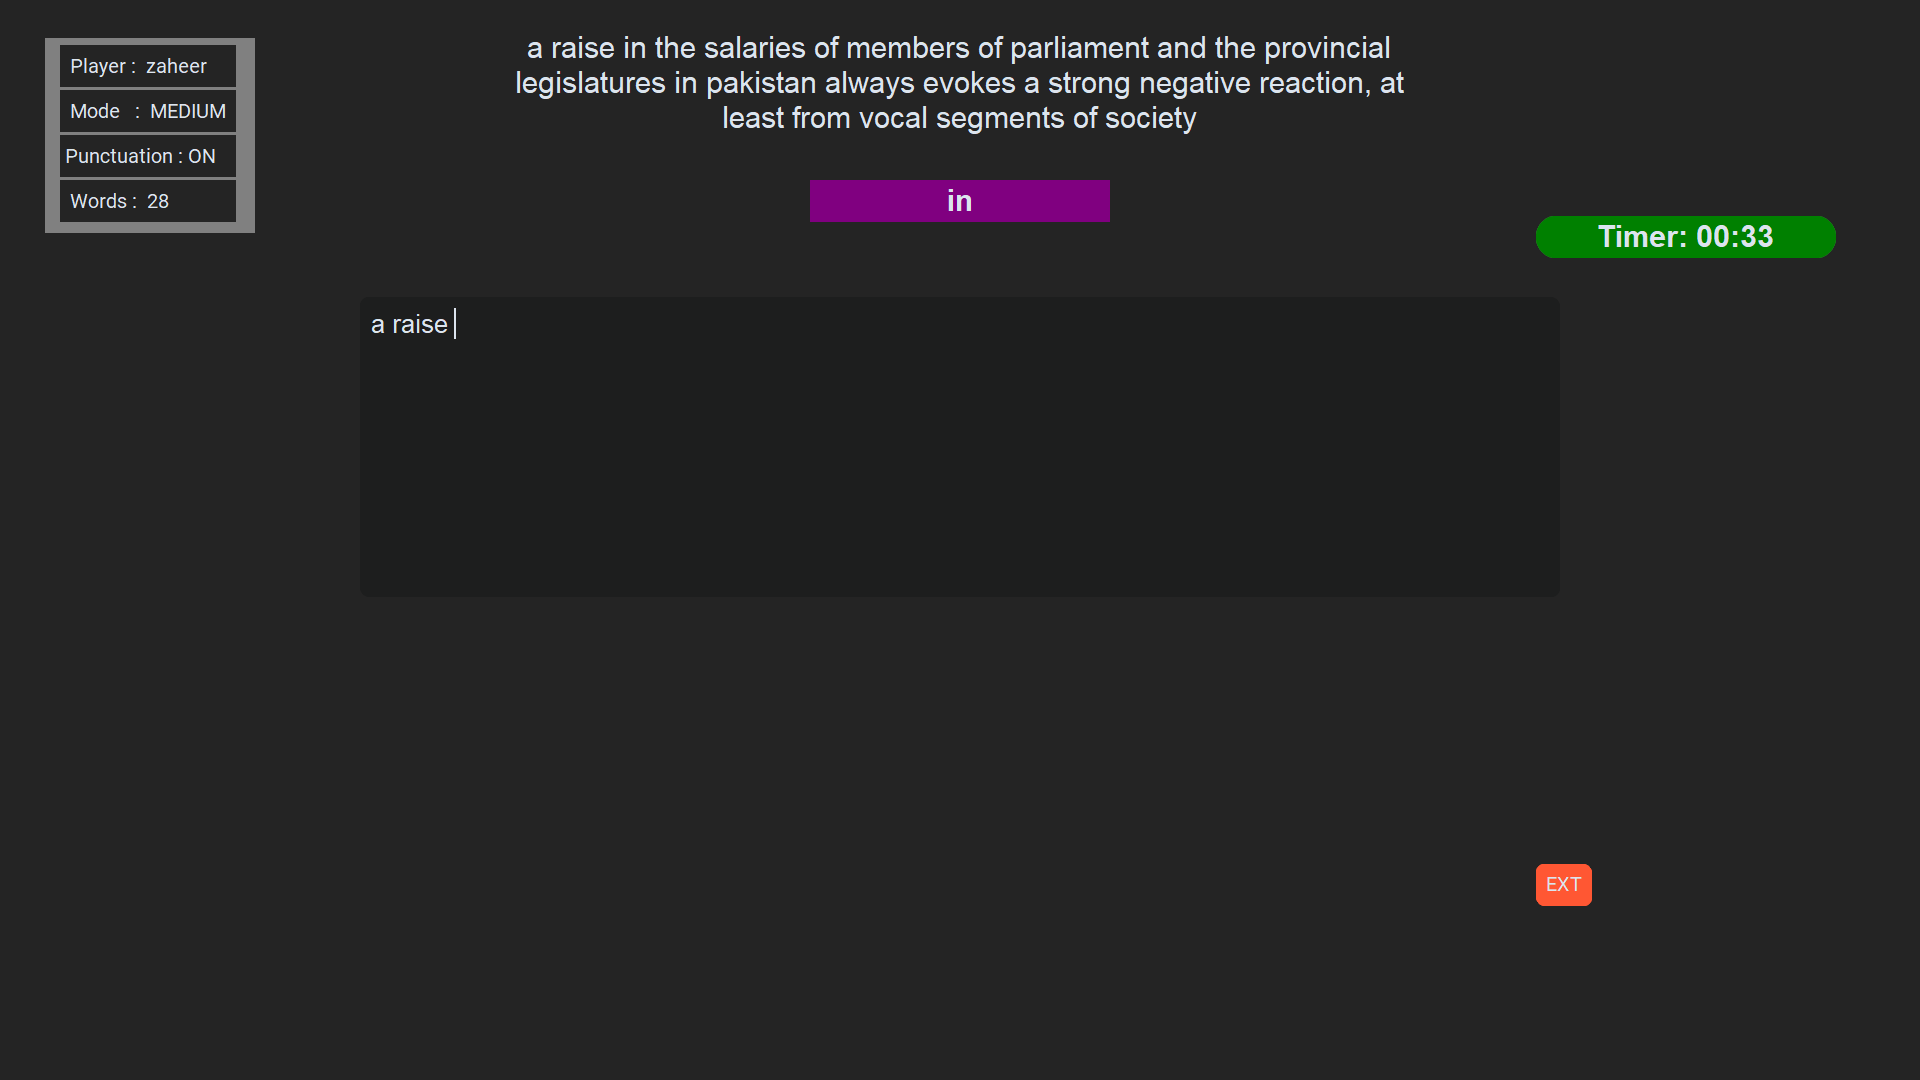 Player : zaheer
Mode : MEDIUM
Punctuation : ON
Words : 28
a raise in the salaries of members of parliament and the provincial
legislatures in pakistan always evokes a strong negative reaction, at
least from vocal segments of society
in
Timer: 00:33
a raise
EXT